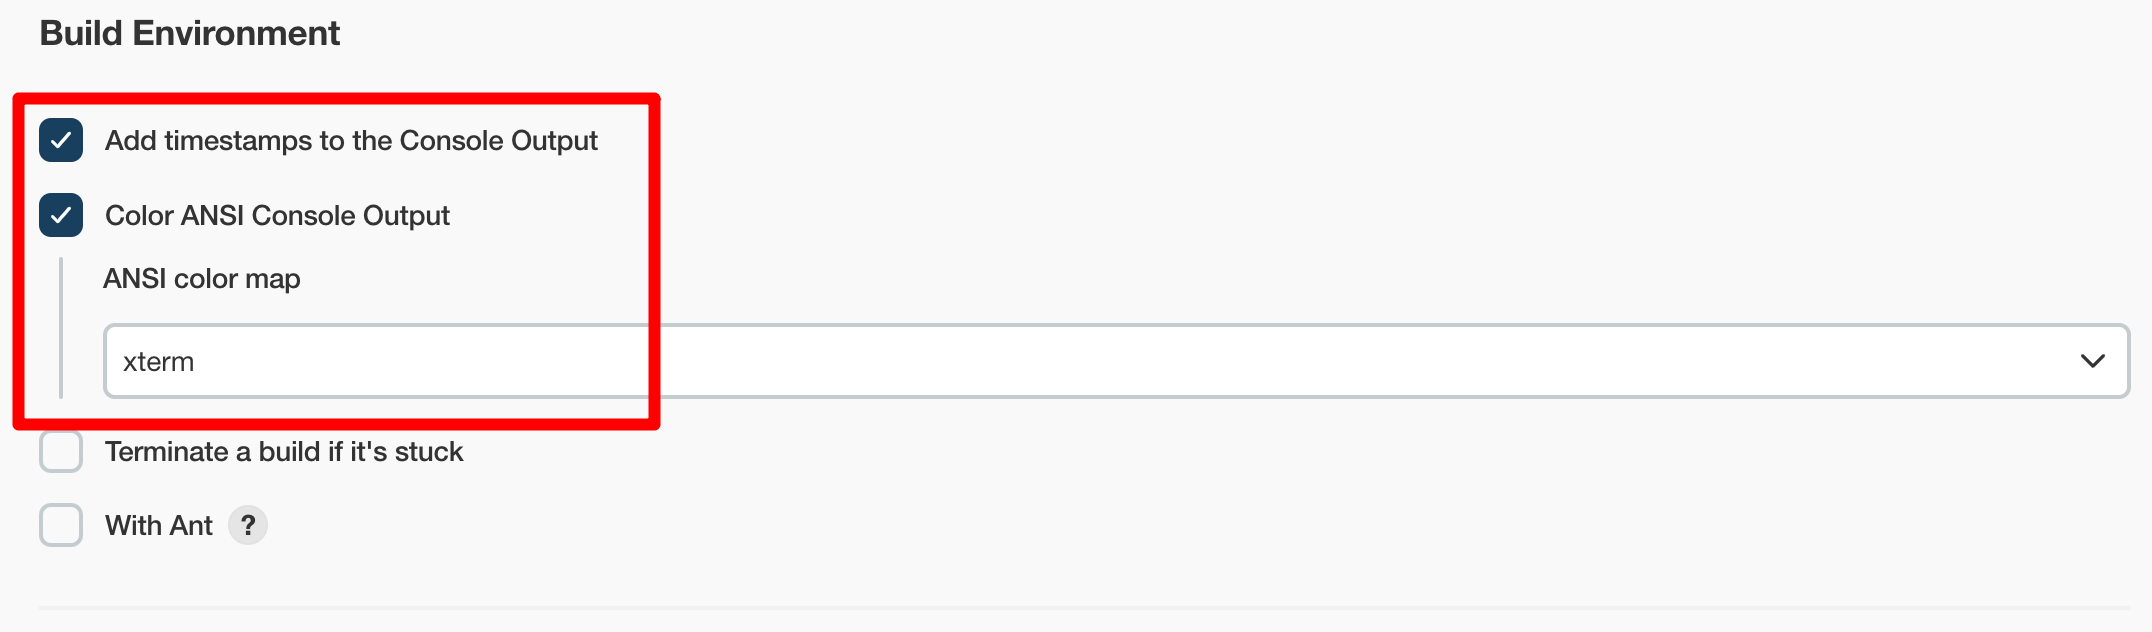 Build Environment
Add timestamps to the Console Output
Color ANSI Console Output
ANSI color map
xterm
Terminate a build if it's stuck
With Ant ?